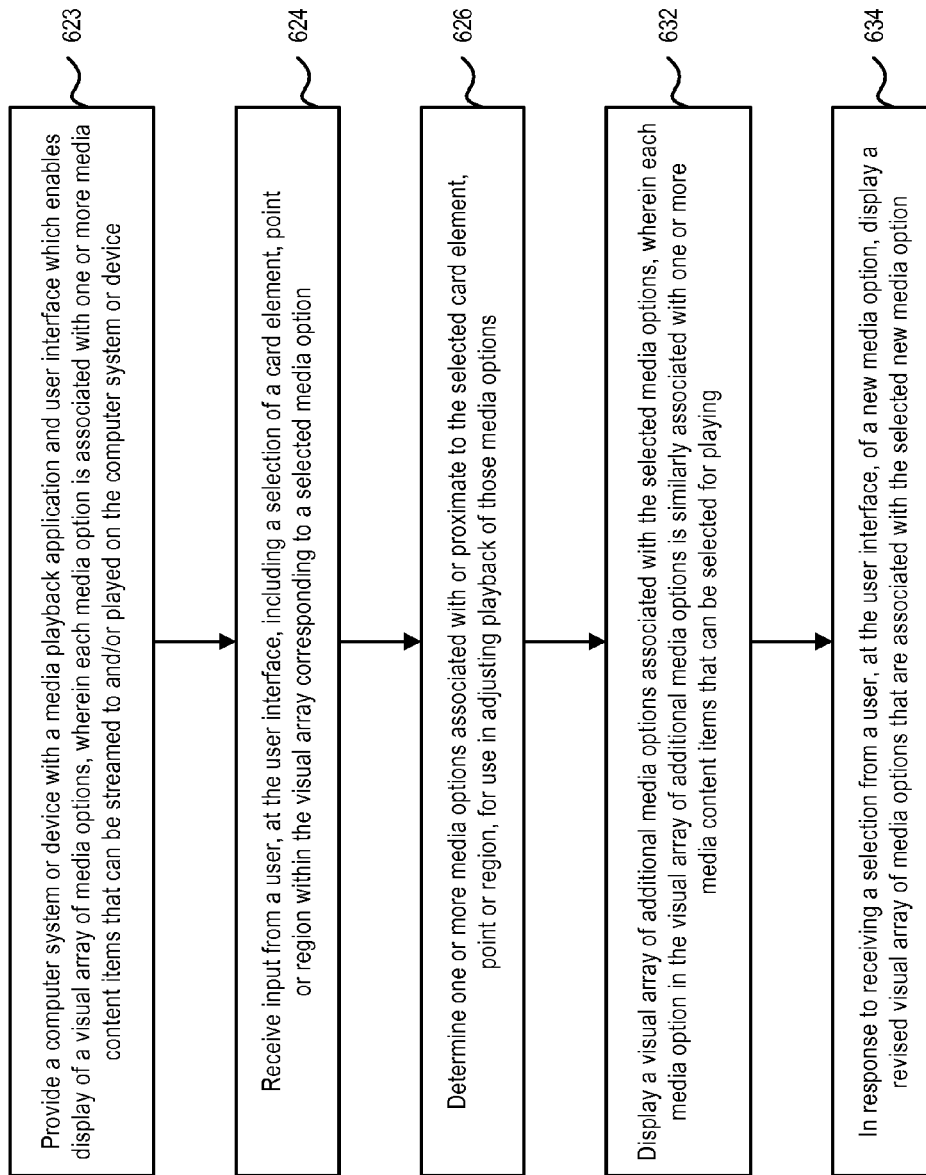 Provide a computer system or device with a media playback application and user interface which enables
display of a visual array of media options, wherein each media option is associated with one or more media
content items that can be streamed to and/or played on the computer system or device
623
Receive input from a user, at the user interface, including a selection of a card element, point
or region within the visual array corresponding to a selected media option
624
Determine one or more media options associated with or proximate to the selected card element,
point or region, for use in adjusting playback of those media options
626
Display a visual array of additional media options associated with the selected media options, wherein each
media option in the visual array of additional media options is similarly associated with one or more
media content items that can be selected for playing
632
In response to receiving a selection from a user, at the user interface, of a new media option, display a
revised visual array of media options that are associated with the selected new media option
634